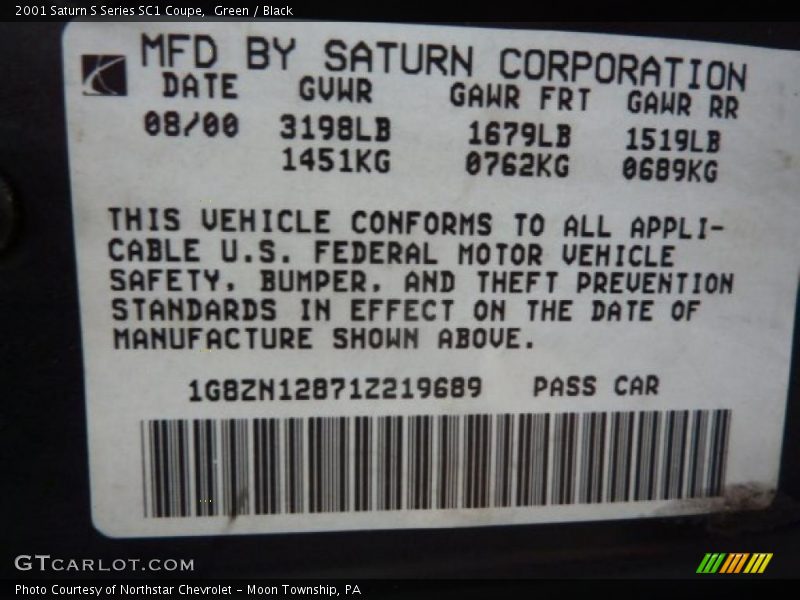 2001 Saturn S Series SC1 Coupe,  Green / Black
MFD BY SATURN CORPORATION
DATE GVWR GAWR FRT GAWR RR
08/00 3198LB 1679LB 1519LB
1451KG 0762KG 0689KG
THIS VEHICLE CONFORMS TO ALL APPLI-
CABLE U.S. FEDERAL MOTOR VEHICLE
SAFETY, BUMPER, AND THEFT PREVENTION
STANDARDS IN EFFECT ON THE DATE OF
MANUFACTURE SHOWN ABOVE.
1G8ZN12871Z219689 PASS CAR
GTCARLOT.COM
Photo Courtesy of Northstar Chevrolet - Moon Township, PA